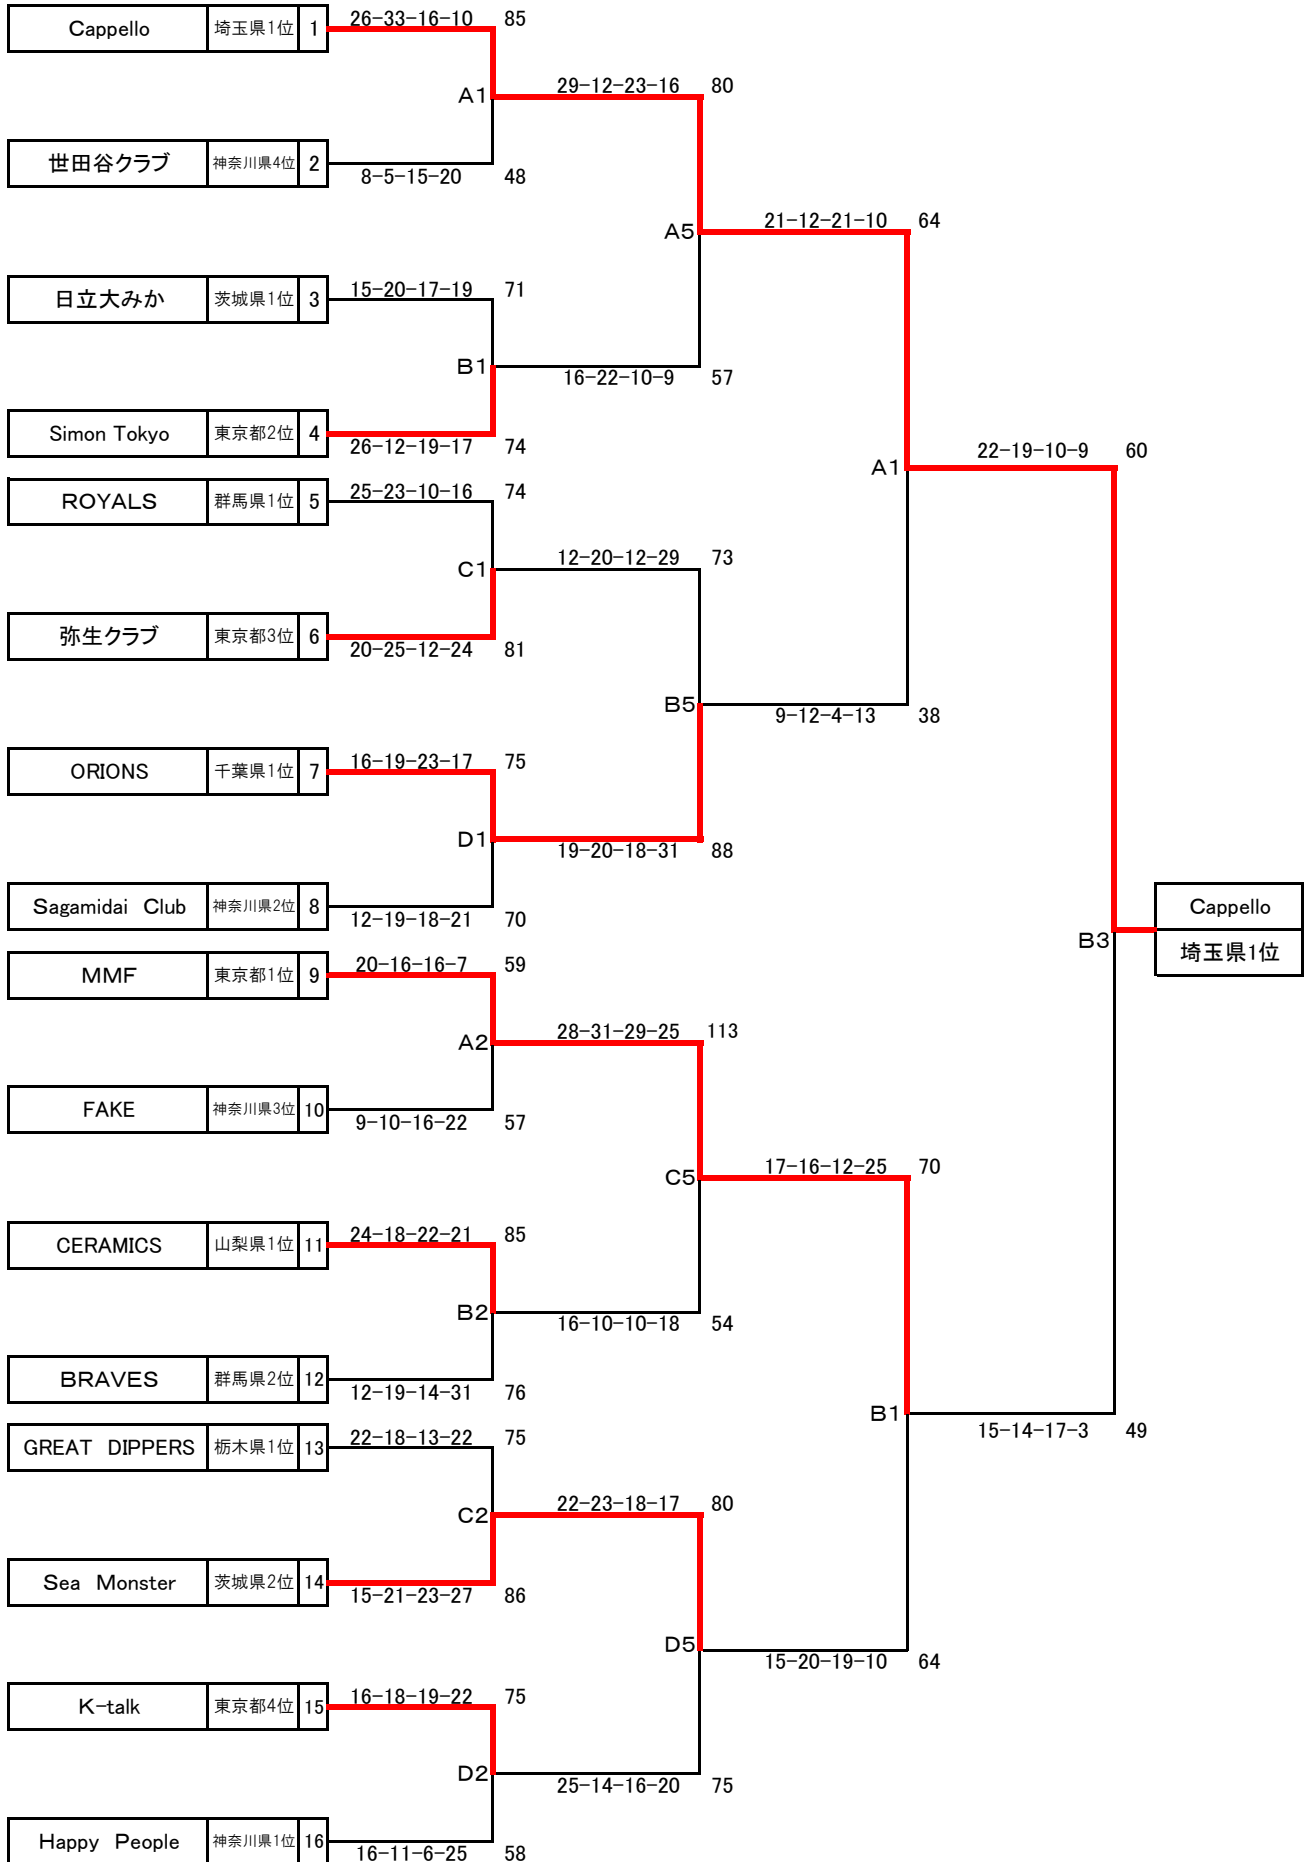 Cappello 埼玉県1位 1 26-33-16-10 85
A1 29-12-23-16 80
世田谷クラブ 神奈川県4位 2 8-5-15-20 48
A5 21-12-21-10 64
日立大みか 茨城県1位 3 15-20-17-19 71
B1 16-22-10-9 57
Simon Tokyo 東京都2位 4 26-12-19-17 74
A1 22-19-10-9 60
ROYALS 群馬県1位 5 25-23-10-16 74
C1 12-20-12-29 73
弥生クラブ 東京都3位 6 20-25-12-24 81
B5 9-12-4-13 38
ORIONS 千葉県1位 7 16-19-23-17 75
D1 19-20-18-31 88
Sagamidai Club 神奈川県2位 8 12-19-18-21 70
Cappello
B3 埼玉県1位
MMF 東京都1位 9 20-16-16-7 59
A2 28-31-29-25 113
FAKE 神奈川県3位 10 9-10-16-22 57
C5 17-16-12-25 70
CERAMICS 山梨県1位 11 24-18-22-21 85
B2 16-10-10-18 54
BRAVES 群馬県2位 12 12-19-14-31 76
B1 15-14-17-3 49
GREAT DIPPERS 栃木県1位 13 22-18-13-22 75
C2 22-23-18-17 80
Sea Monster 茨城県2位 14 15-21-23-27 86
D5 15-20-19-10 64
K-talk 東京都4位 15 16-18-19-22 75
D2 25-14-16-20 75
Happy People 神奈川県1位 16 16-11-6-25 58